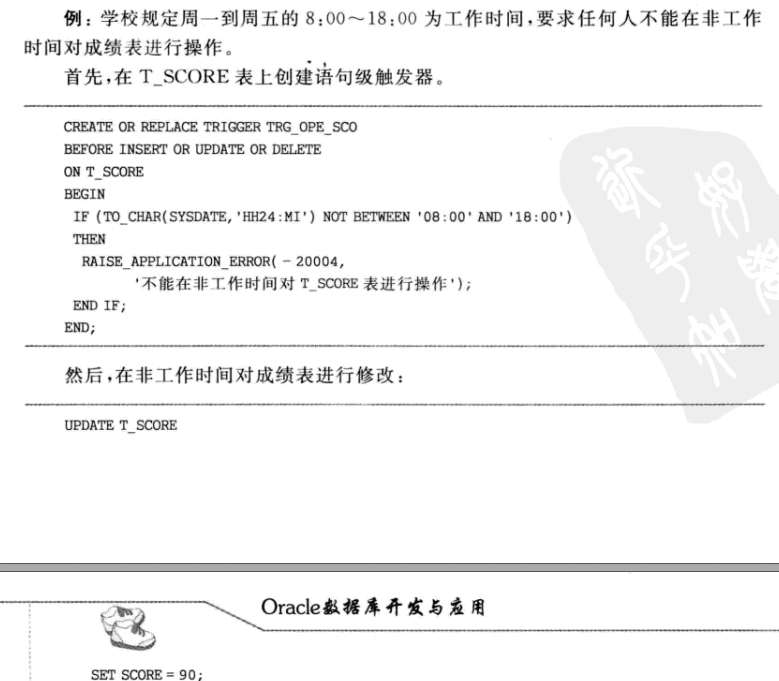 例：学校规定周一到周五的 8:00～18:00 为工作时间,要求任何人不能在非工作
时间对成绩表进行操作。
首先,在 T_SCORE 表上创建语句级触发器。
CREATE OR REPLACE TRIGGER TRG_OPE_SCO
BEFORE INSERT OR UPDATE OR DELETE
ON T_SCORE
BEGIN
IF (TO_CHAR(SYSDATE,'HH24:MI') NOT BETWEEN '08:00' AND '18:00')
THEN
RAISE_APPLICATION_ERROR(-20004,
'不能在非工作时间对 T_SCORE 表进行操作');
END IF;
END;
然后,在非工作时间对成绩表进行修改：
UPDATE T_SCORE
Oracle数据库开发与应用
SET SCORE = 90;